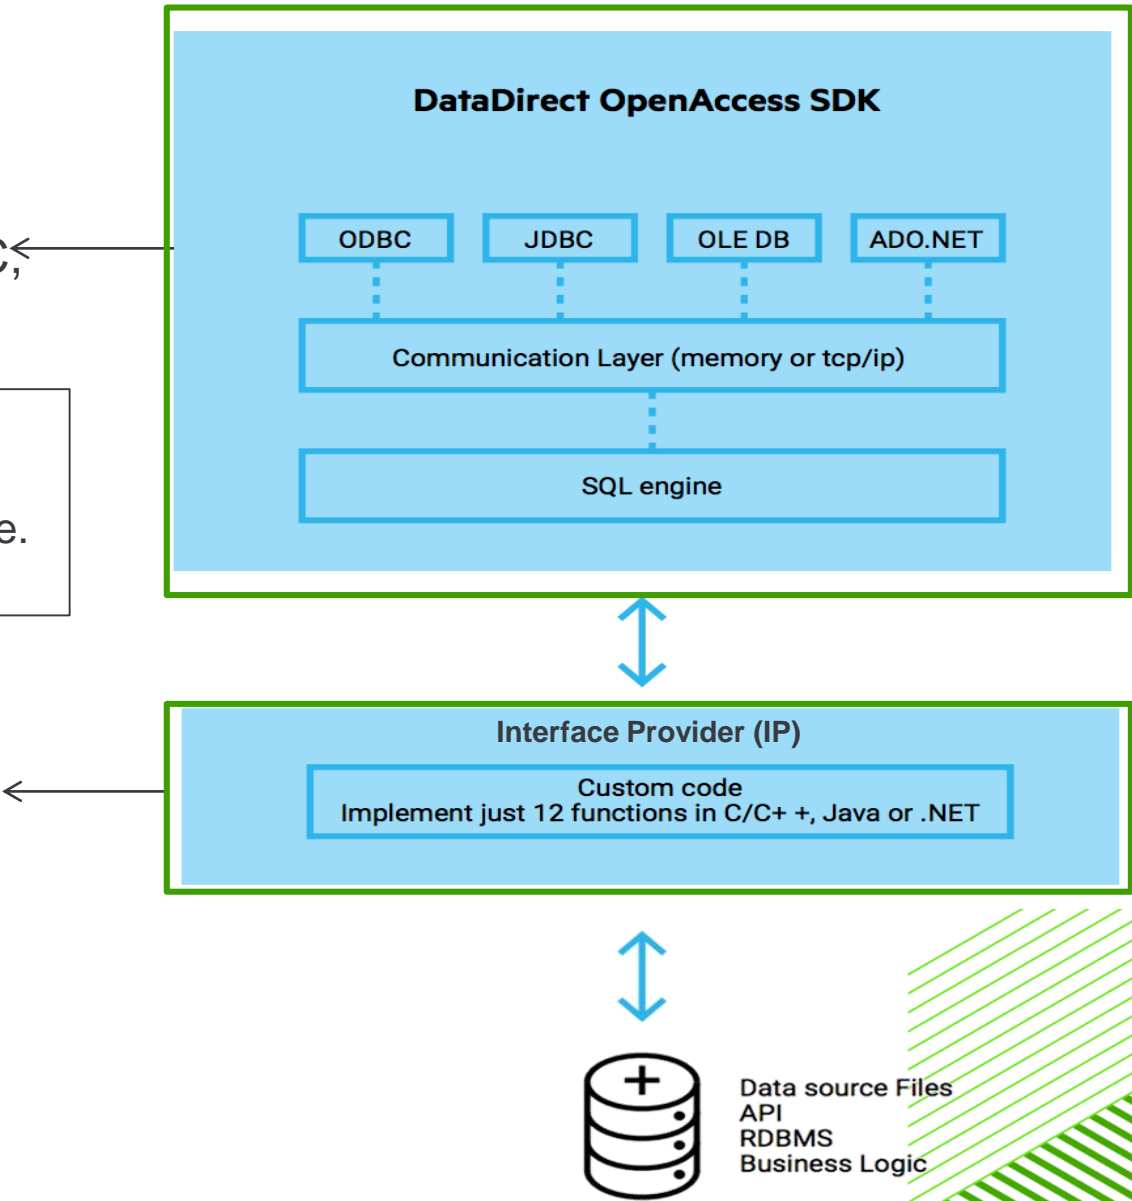 DataDirect OpenAccess SDK
ODBC
JDBC
OLE DB
ADO.NET
C,
Communication Layer (memory or tcp/ip)
SQL engine
e.
Interface Provider (IP)
Custom code
Implement just 12 functions in C/C+ +, Java or .NET
Data source Files
API
RDBMS
Business Logic